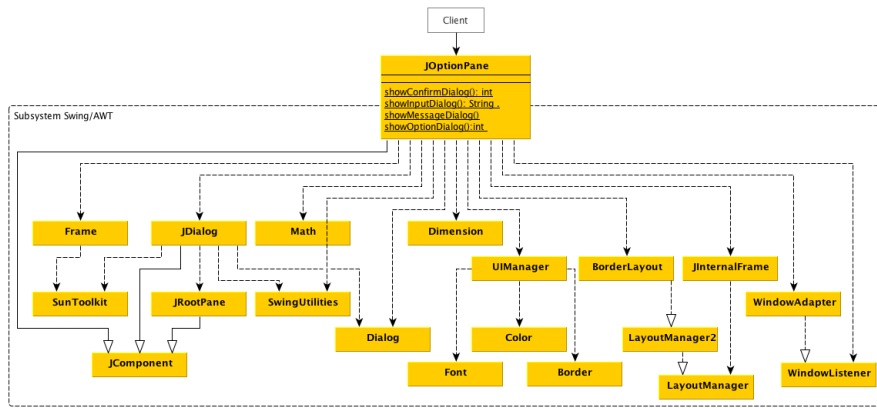 Client
JOptionPane
showConfirmDialog(): int
showInputDialog(): String .
showMessageDialog()
showOptionDialog():int
Subsystem Swing/AWT
Frame
JDialog
Math
Dimension
UIManager
BorderLayout
JInternalFrame
SunToolkit
JRootPane
SwingUtilities
WindowAdapter
Dialog
Color
LayoutManager2
JComponent
Font
Border
WindowListener
LayoutManager